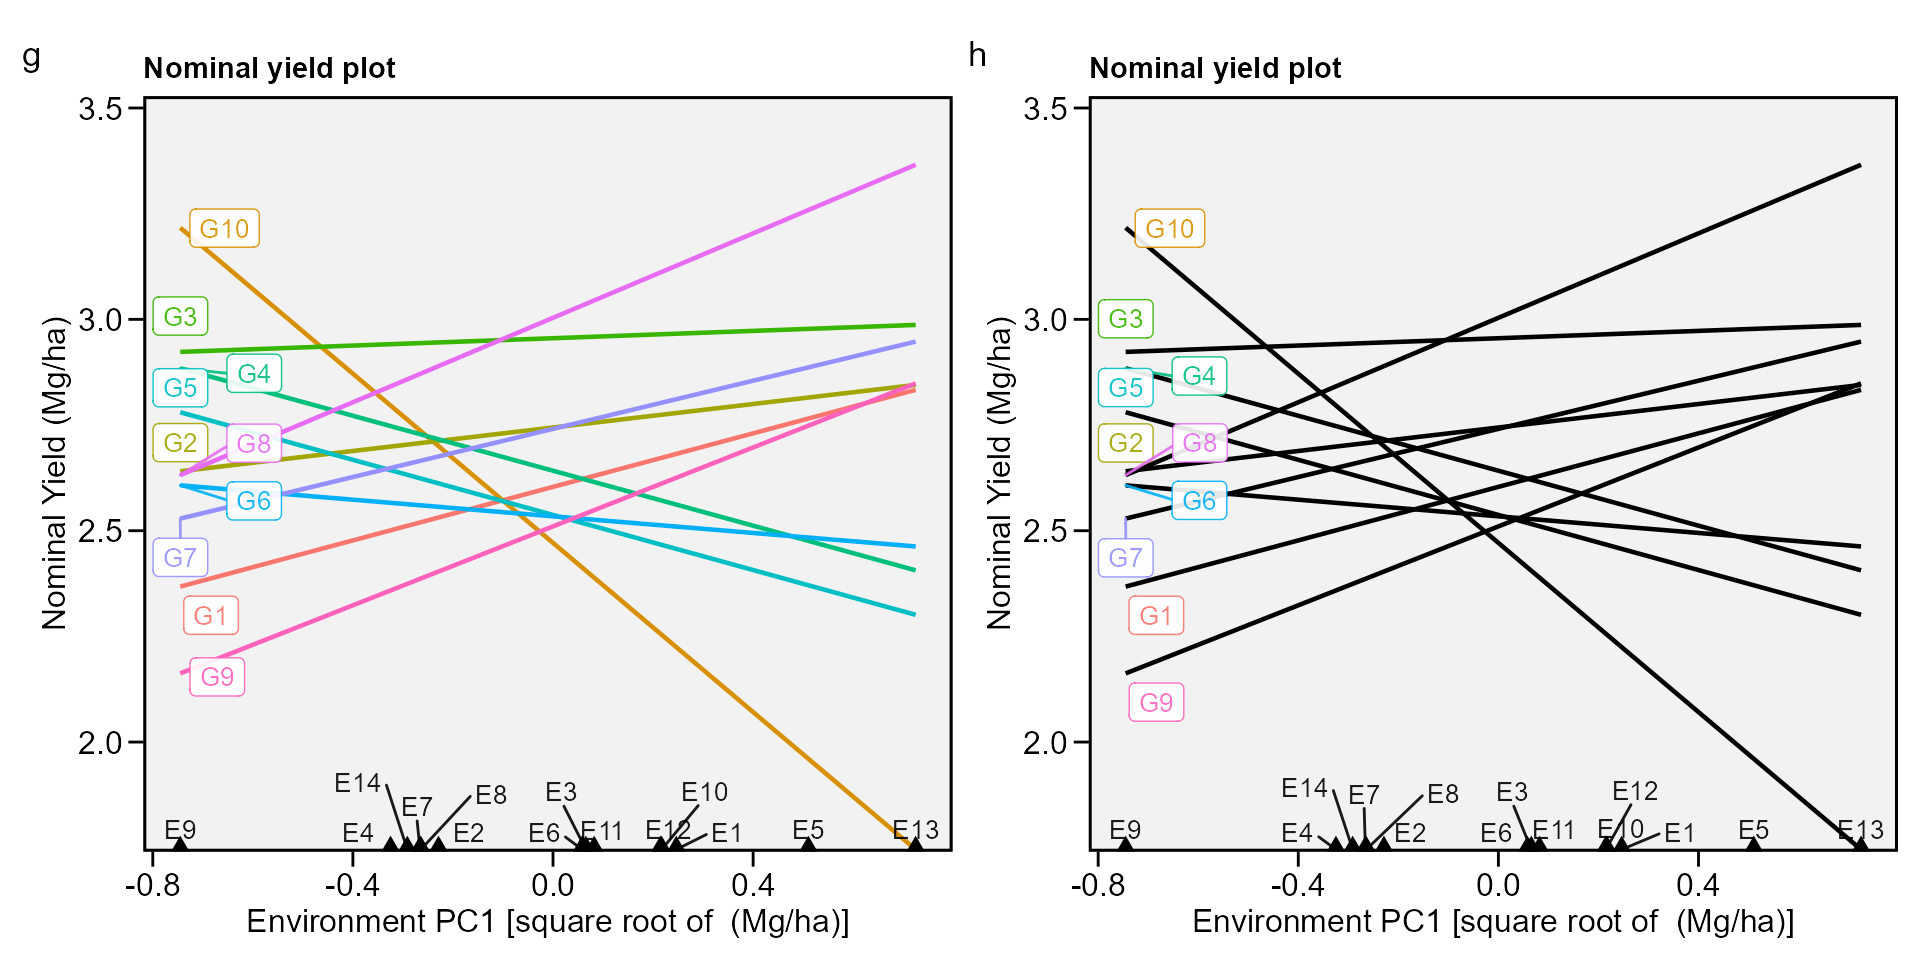 g
Nominal yield plot
Nominal Yield (Mg/ha)
3.5
3.0
2.5
2.0
G10
G3
G4
G5
G2
G8
G6
G7
G1
G9
E14
E7
E8
E3
E10
E9
E4
E2
E6
E11
E12
E1
E5
E13
-0.8
-0.4
0.0
0.4
Environment PC1 [square root of  (Mg/ha)]
h
Nominal yield plot
Nominal Yield (Mg/ha)
3.5
3.0
2.5
2.0
G10
G3
G4
G5
G2
G8
G6
G7
G1
G9
E14
E7
E8
E3
E12
E9
E4
E2
E6
E11
E10
E1
E5
E13
-0.8
-0.4
0.0
0.4
Environment PC1 [square root of  (Mg/ha)]